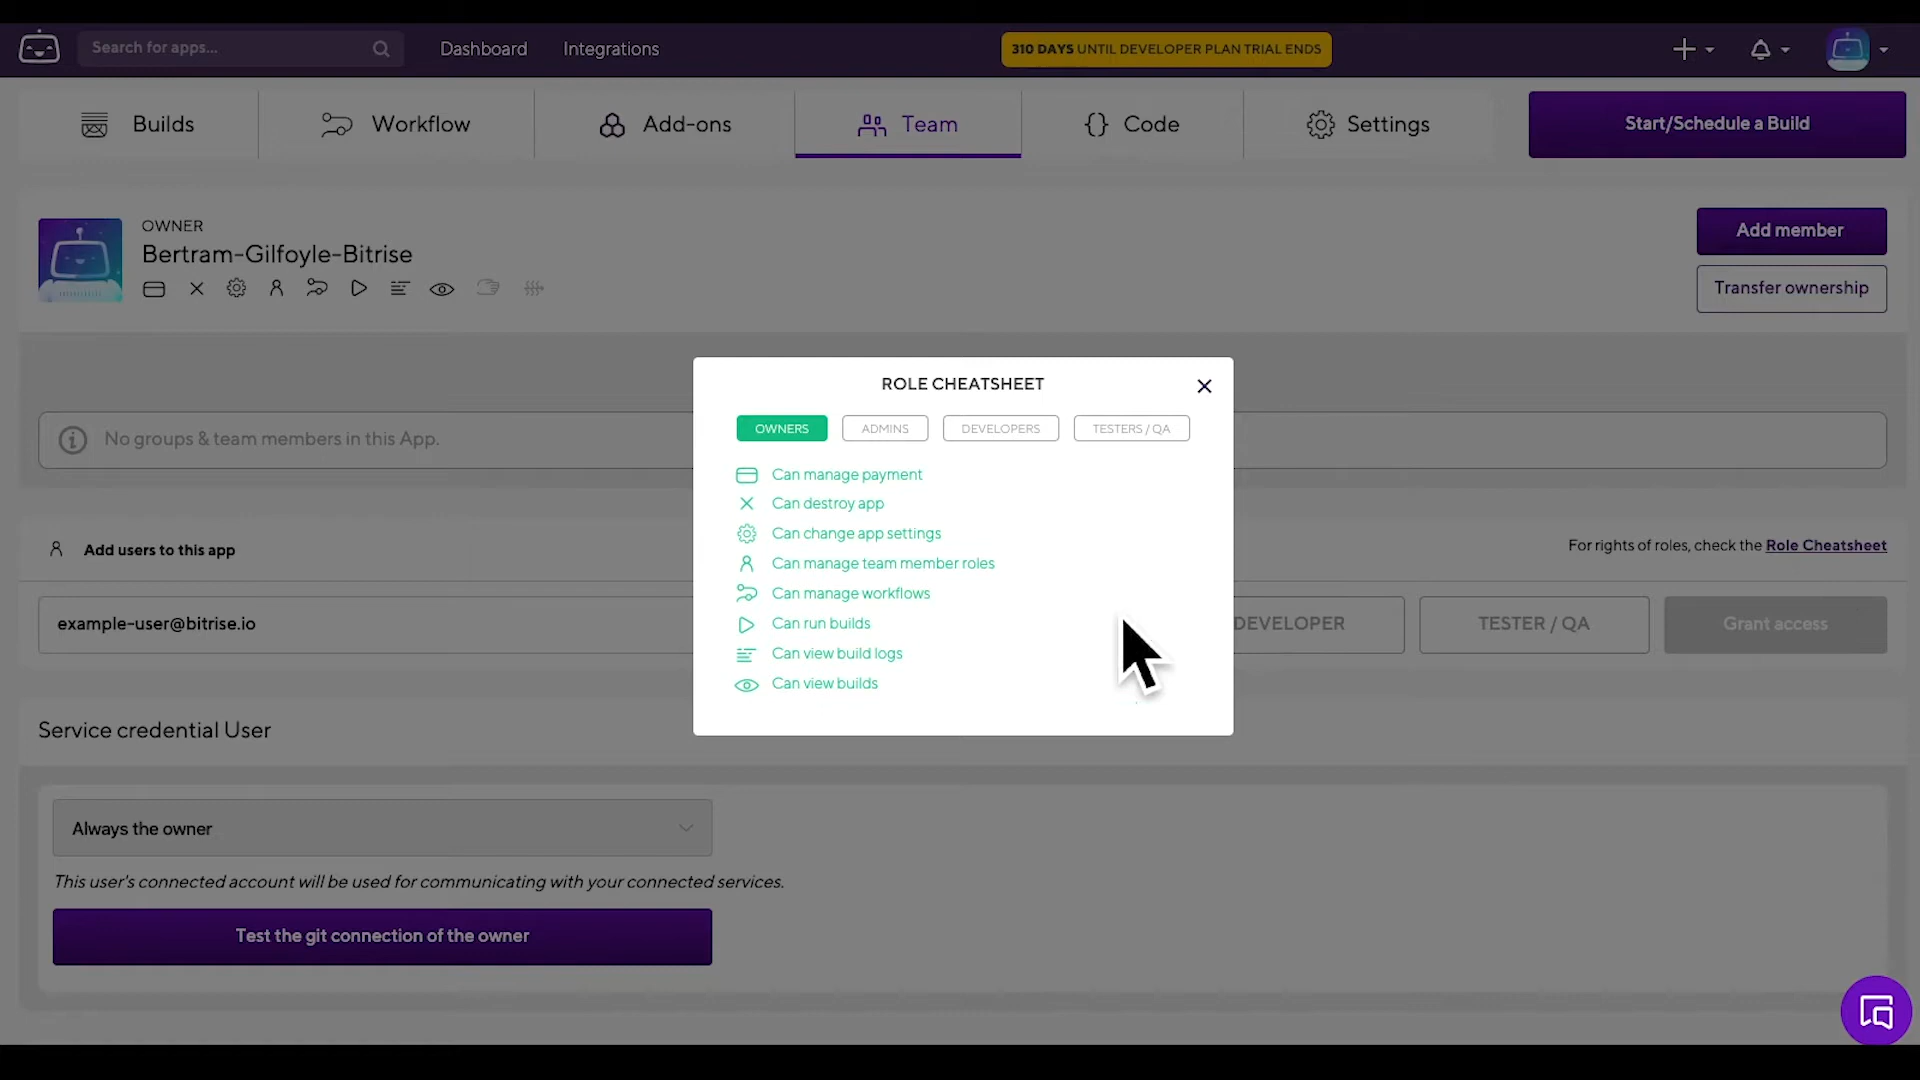 Search for apps...
Dashboard
Integrations
310 DAYS UNTIL DEVELOPER PLAN TRIAL ENDS
Builds
Workflow
Add-ons
Team
Code
Settings
Start/Schedule a Build
OWNER
Bertram-Gilfoyle-Bitrise
Add member
Transfer ownership
No groups & team members in this App.
ROLE CHEATSHEET
OWNERS
ADMINS
DEVELOPERS
TESTERS / QA
Can manage payment
Can destroy app
Can change app settings
Can manage team member roles
Can manage workflows
Can run builds
Can view build logs
Can view builds
Add users to this app
For rights of roles, check the Role Cheatsheet
example-user@bitrise.io
DEVELOPER
TESTER / QA
Grant access
Service credential User
Always the owner
This user's connected account will be used for communicating with your connected services.
Test the git connection of the owner